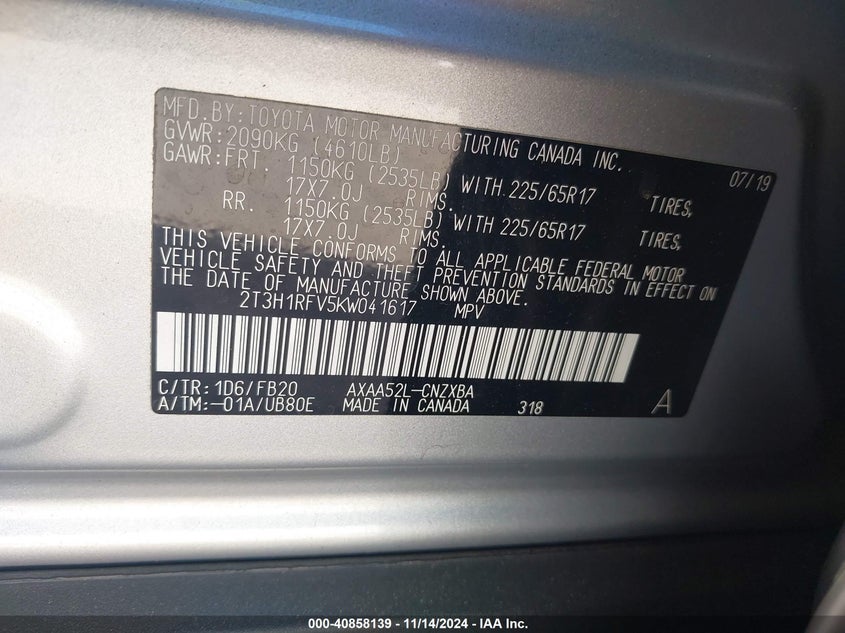 MFD. BY: TOYOTA MOTOR MANUFACTURING CANADA INC. 07/19
GVWR: 2090KG (4610LB)
GAWR: FRT. 1150KG (2535LB) WITH 225/65R17 TIRES,
17X7.0J RIMS.
RR. 1150KG (2535LB) WITH 225/65R17 TIRES,
17X7.0J RIMS.
THIS VEHICLE CONFORMS TO ALL APPLICABLE FEDERAL MOTOR
VEHICLE SAFETY AND THEFT PREVENTION STANDARDS IN EFFECT ON
THE DATE OF MANUFACTURE SHOWN ABOVE.
2T3H1RFV5KW041617 MPV
C/TR: 1D6/FB20 AXAA52L-CNZXBA
A/TM: -01A/UB80E MADE IN CANADA 318 A
000-40858139 - 11/14/2024 - IAA Inc.